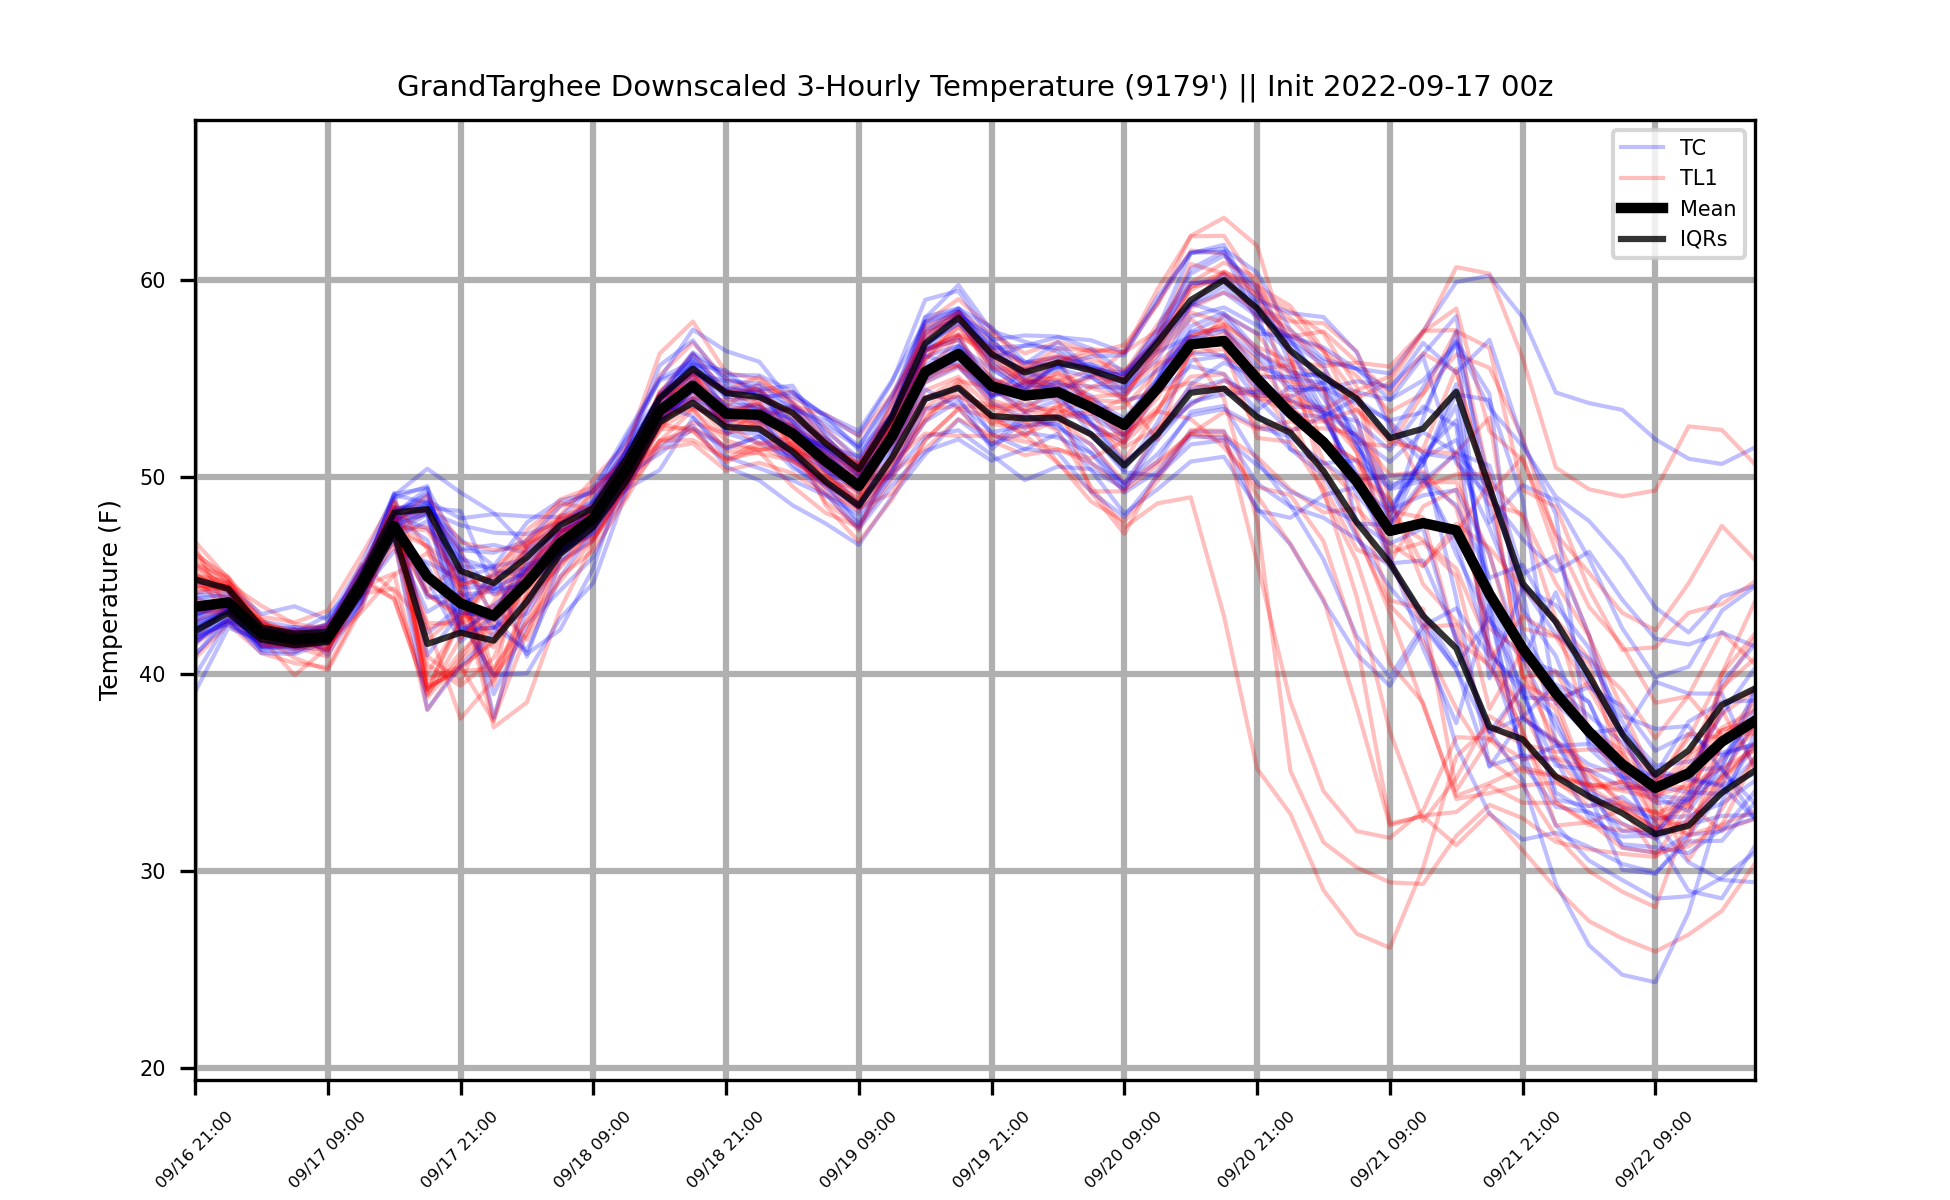 GrandTarghee Downscaled 3-Hourly Temperature (9179') || Init 2022-09-17 00z
TC
TL1
Mean
IQRs
Temperature (F)
60
50
40
30
20
09/16 21:00
09/17 09:00
09/17 21:00
09/18 09:00
09/18 21:00
09/19 09:00
09/19 21:00
09/20 09:00
09/20 21:00
09/21 09:00
09/21 21:00
09/22 09:00